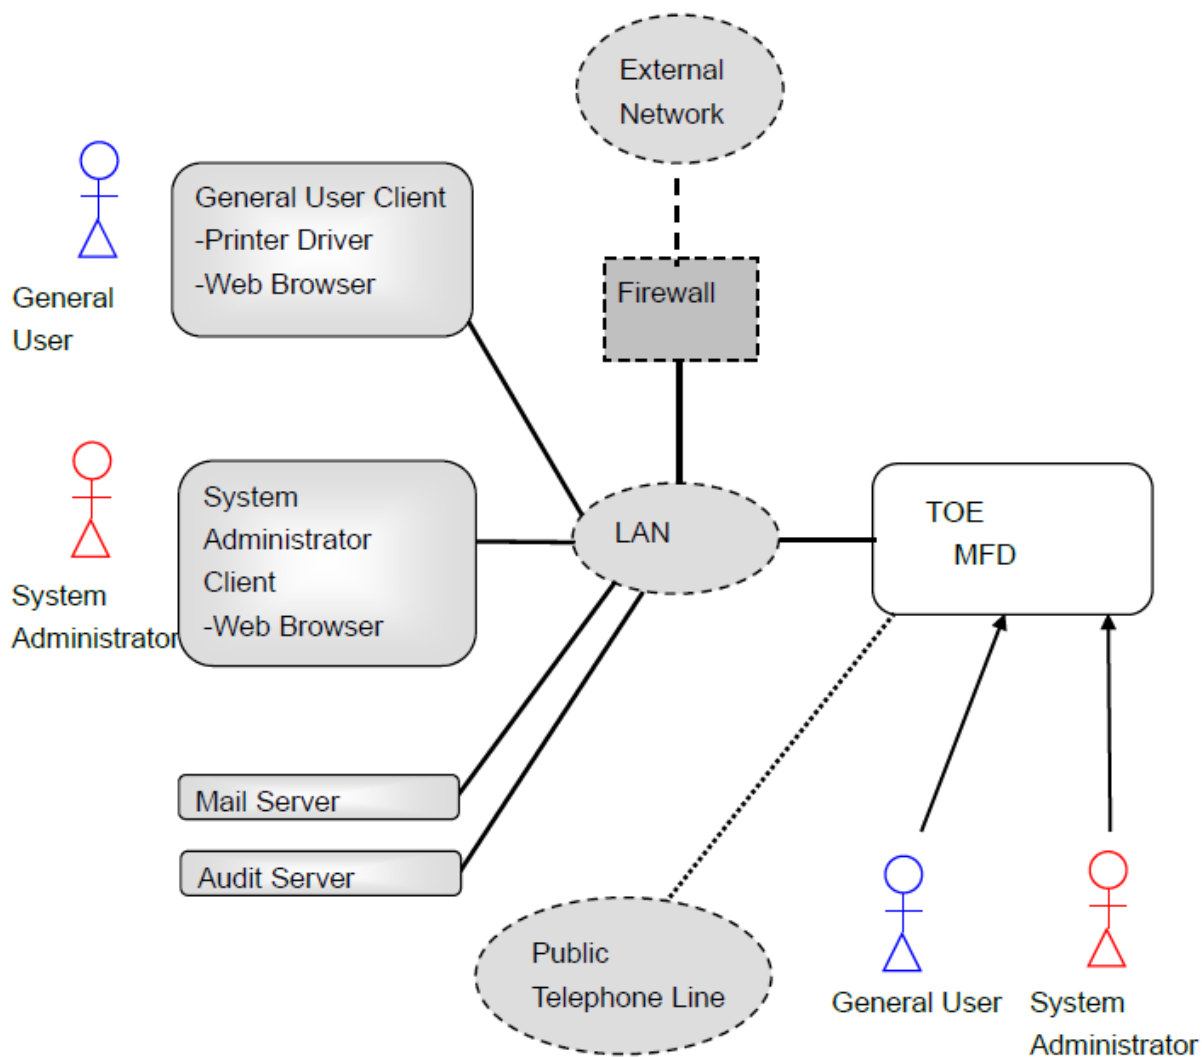 External
Network
General User Client
-Printer Driver
-Web Browser
General
User
Firewall
System
Administrator
Client
-Web Browser
System
Administrator
LAN
TOE
MFD
Mail Server
Audit Server
Public
Telephone Line
General User
System
Administrator